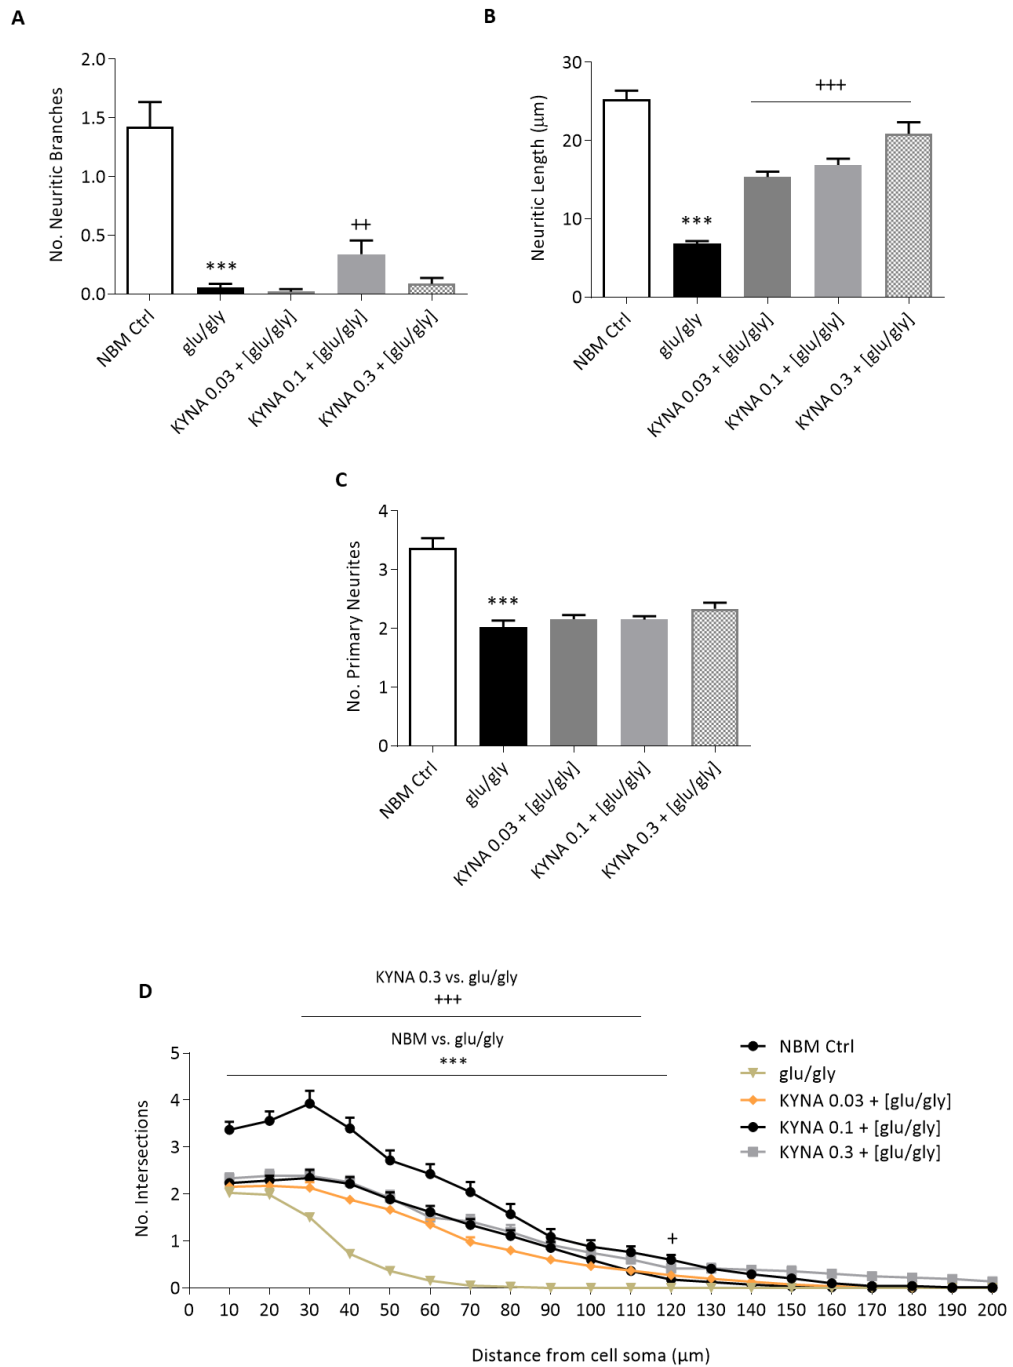 A
No. Neuritic Branches
2.0
1.5
1.0
0.5
0.0
***
++
NBM Ctrl
glu/gly
KYNA 0.03 + [glu/gly]
KYNA 0.1 + [glu/gly]
KYNA 0.3 + [glu/gly]
B
Neuritic Length (μm)
30
20
10
0
***
+++
NBM Ctrl
glu/gly
KYNA 0.03 + [glu/gly]
KYNA 0.1 + [glu/gly]
KYNA 0.3 + [glu/gly]
C
No. Primary Neurites
4
3
2
1
0
***
NBM Ctrl
glu/gly
KYNA 0.03 + [glu/gly]
KYNA 0.1 + [glu/gly]
KYNA 0.3 + [glu/gly]
D
KYNA 0.3 vs. glu/gly
+++
NBM vs. glu/gly
***
No. Intersections
5
4
3
2
1
0
+
NBM Ctrl
glu/gly
KYNA 0.03 + [glu/gly]
KYNA 0.1 + [glu/gly]
KYNA 0.3 + [glu/gly]
0 10 20 30 40 50 60 70 80 90 100 110 120 130 140 150 160 170 180 190 200
Distance from cell soma (μm)